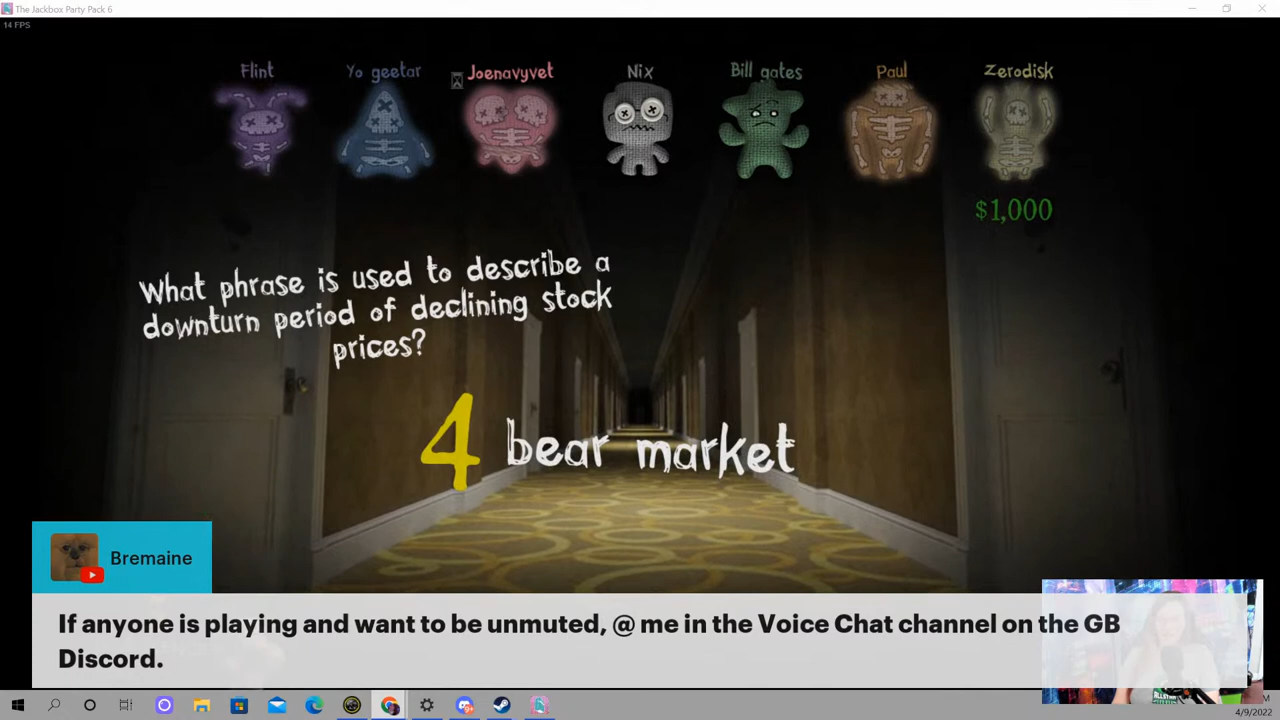 The Jackbox Party Pack 6
14 FPS
Flint
Yo geetar
Joenavyvet
Nix
Bill gates
Paul
Zerodisk
$1,000
What phrase is used to describe a
downturn period of declining stock
prices?
4 bear market
Bremaine
If anyone is playing and want to be unmuted, @ me in the Voice Chat channel on the GB
Discord.
4/9/2022